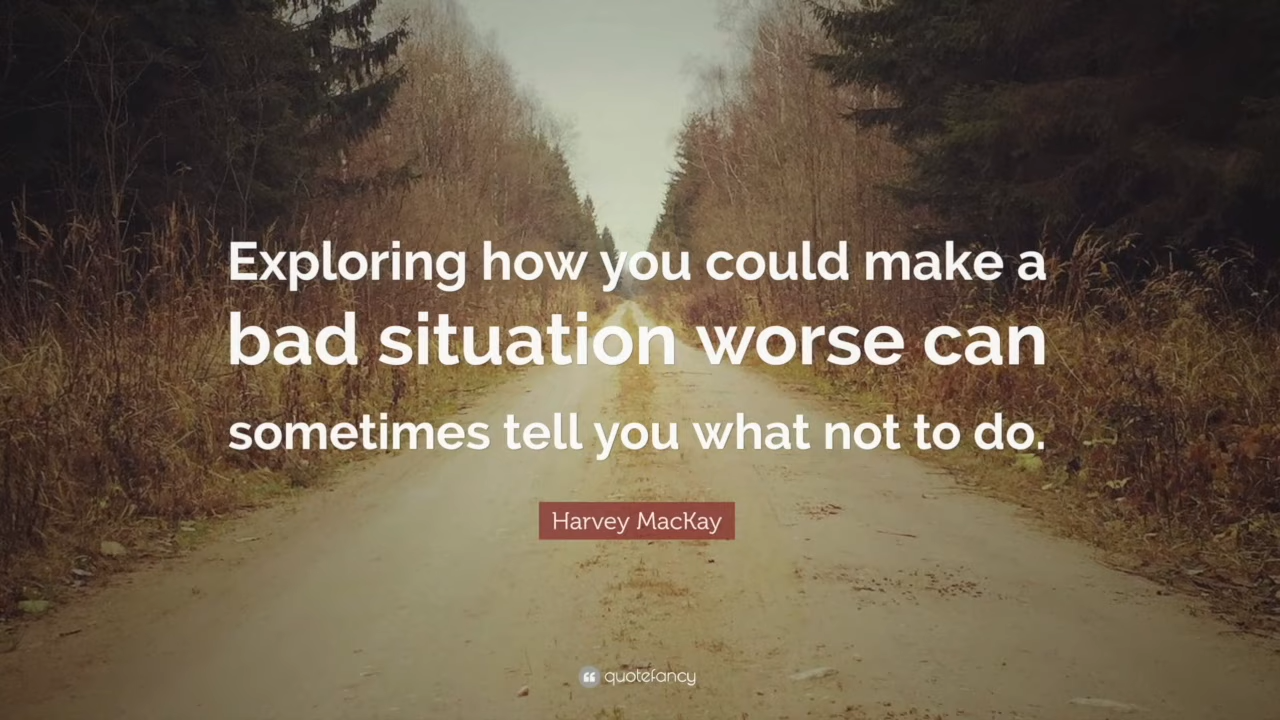 Exploring how you could make a
bad situation worse can
sometimes tell you what not to do.
Harvey MacKay
quotefancy